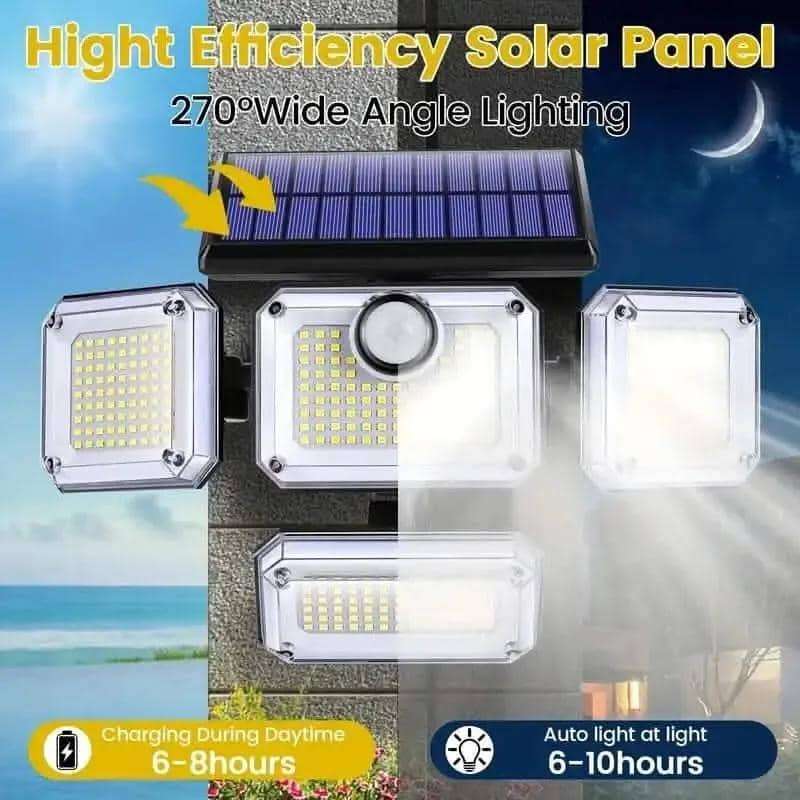 Hight Efficiency Solar Panel
270°Wide Angle Lighting
Charging During Daytime
6-8hours
Auto light at light
6-10hours